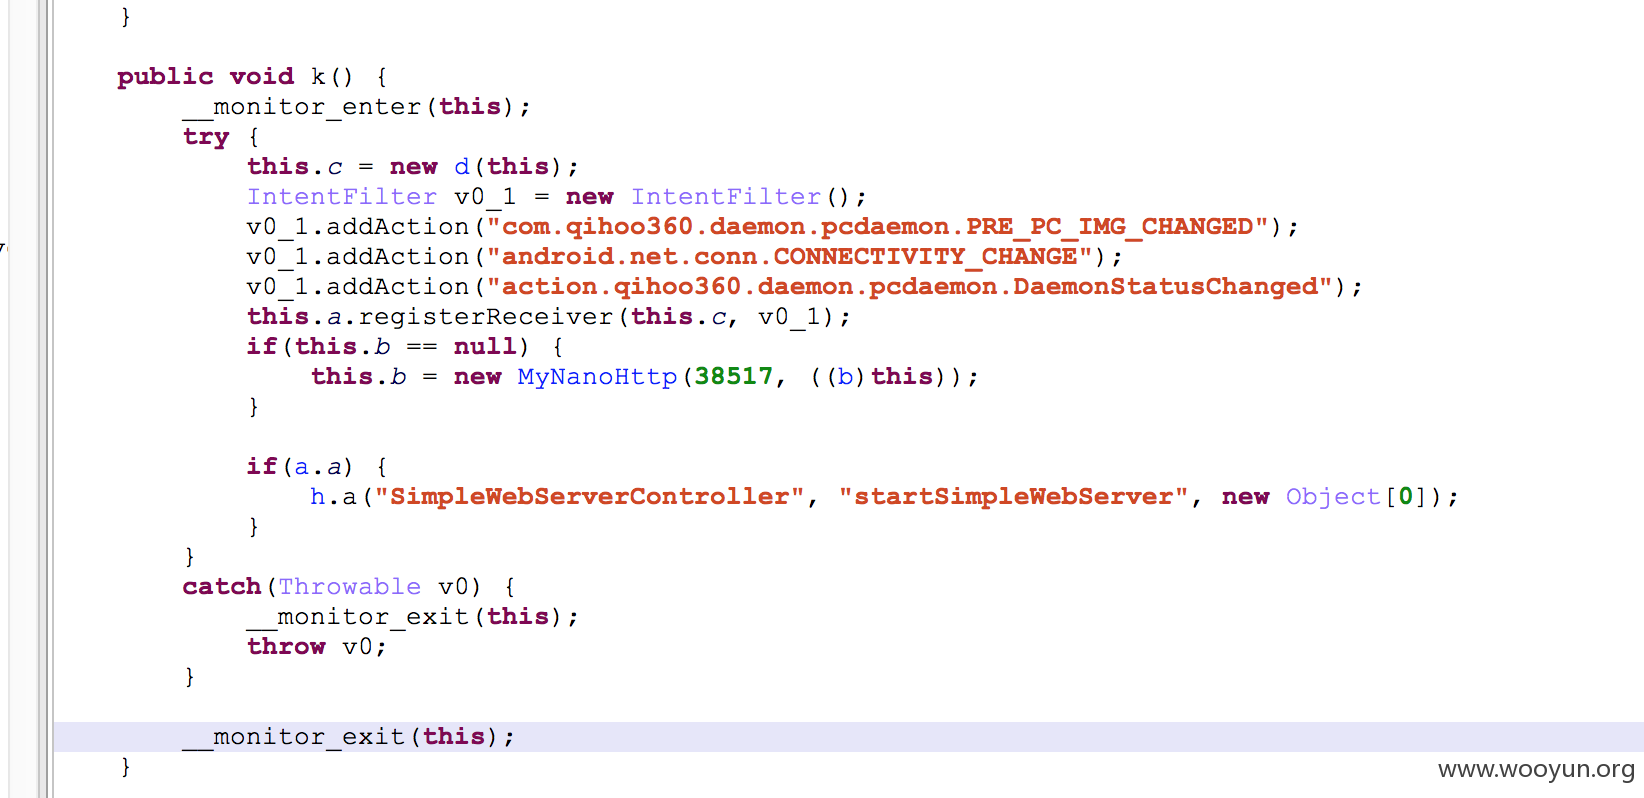 }
public void k() {
__monitor_enter(this);
try {
this.c = new d(this);
IntentFilter v0_1 = new IntentFilter();
v0_1.addAction("com.qihoo360.daemon.pcdaemon.PRE_PC_IMG_CHANGED");
v0_1.addAction("android.net.conn.CONNECTIVITY_CHANGE");
v0_1.addAction("action.qihoo360.daemon.pcdaemon.DaemonStatusChanged");
this.a.registerReceiver(this.c, v0_1);
if(this.b == null) {
this.b = new MyNanoHttp(38517, ((b)this));
}
if(a.a) {
h.a("SimpleWebServerController", "startSimpleWebServer", new Object[0]);
}
}
catch(Throwable v0) {
__monitor_exit(this);
throw v0;
}
__monitor_exit(this);
}
www.wooyun.org